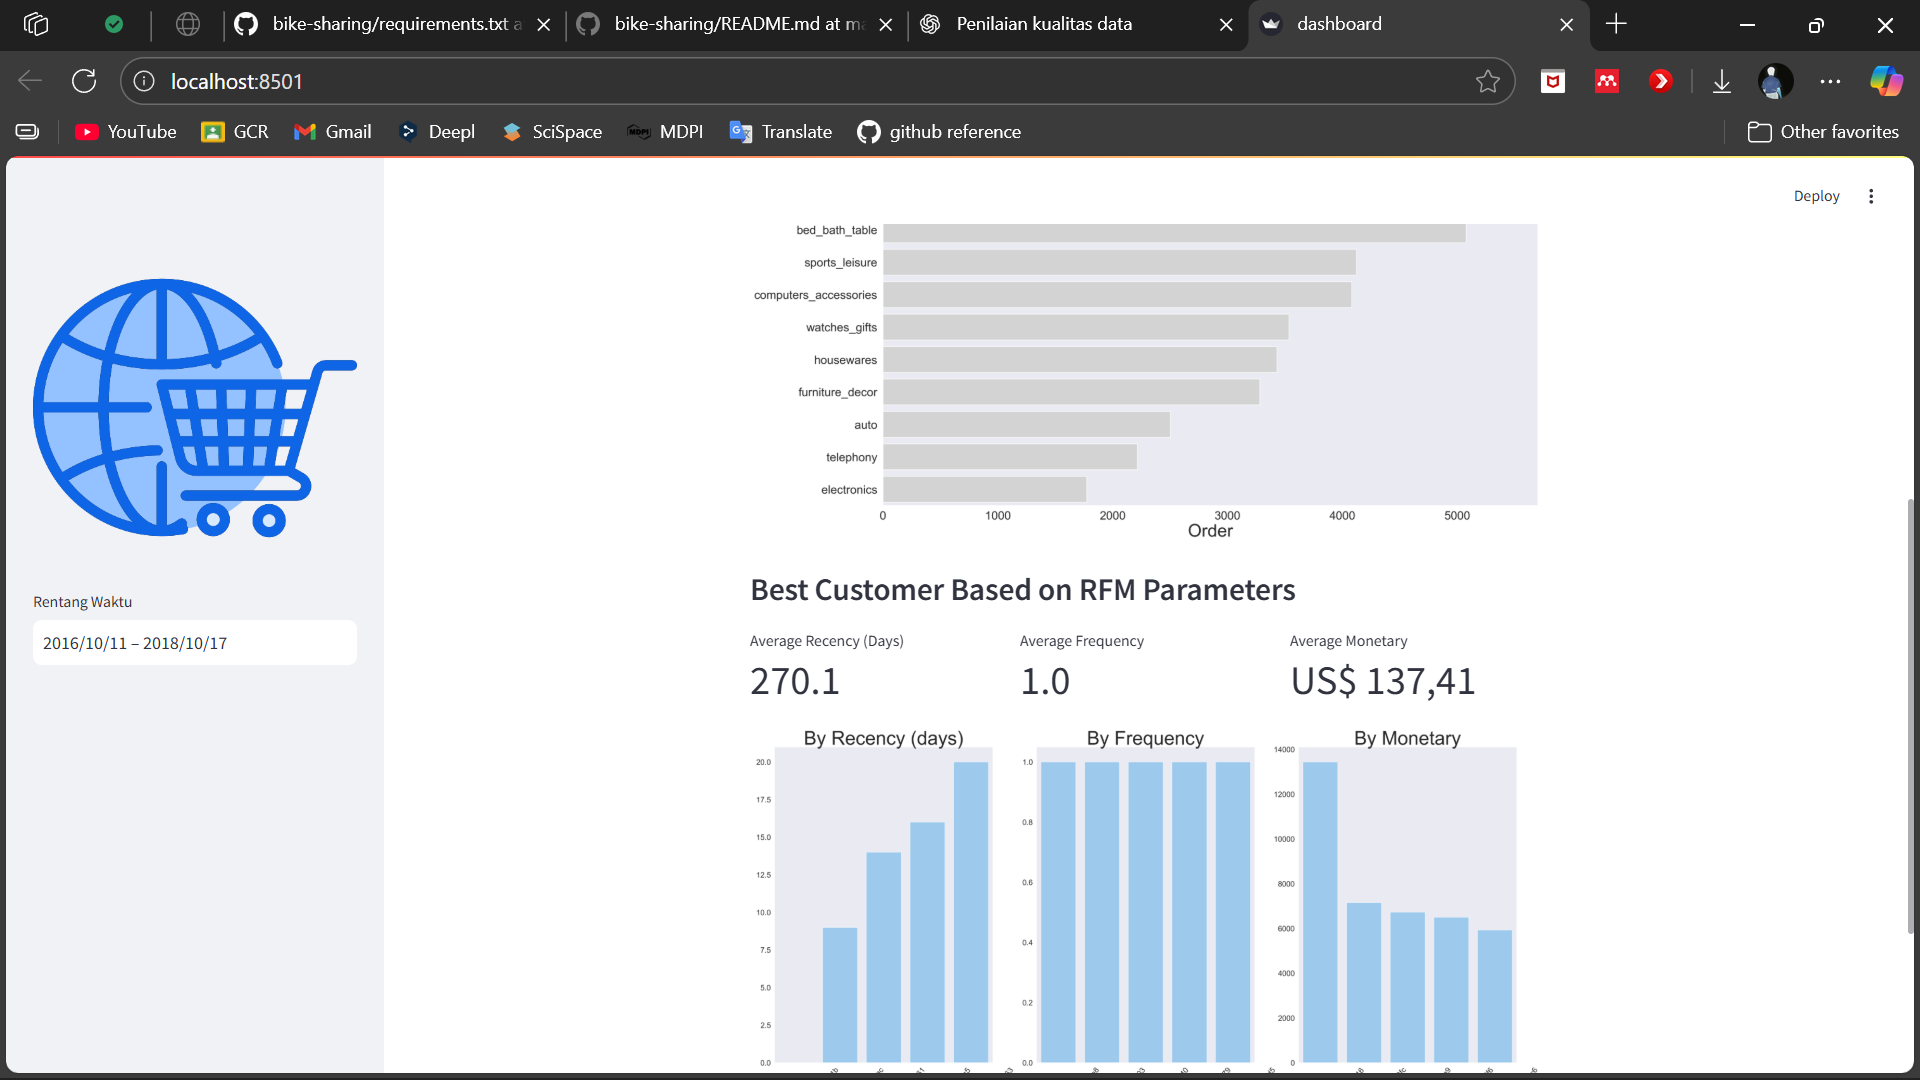 bike-sharing/requirements.txt a
bike-sharing/README.md at ma
Penilaian kualitas data
dashboard
localhost:8501
YouTube
GCR
Gmail
Deepl
SciSpace
MDPI
Translate
github reference
Other favorites
Deploy
bed_bath_table
sports_leisure
computers_accessories
watches_gifts
housewares
furniture_decor
auto
telephony
electronics
0 1000 2000 3000 4000 5000
Order
Rentang Waktu
2016/10/11 – 2018/10/17
Best Customer Based on RFM Parameters
Average Recency (Days)
270.1
Average Frequency
1.0
Average Monetary
US$ 137,41
By Recency (days)
20.0
17.5
15.0
12.5
10.0
7.5
5.0
2.5
0.0
By Frequency
1.0
0.8
0.6
0.4
0.2
0.0
By Monetary
14000
12000
10000
8000
6000
4000
2000
0